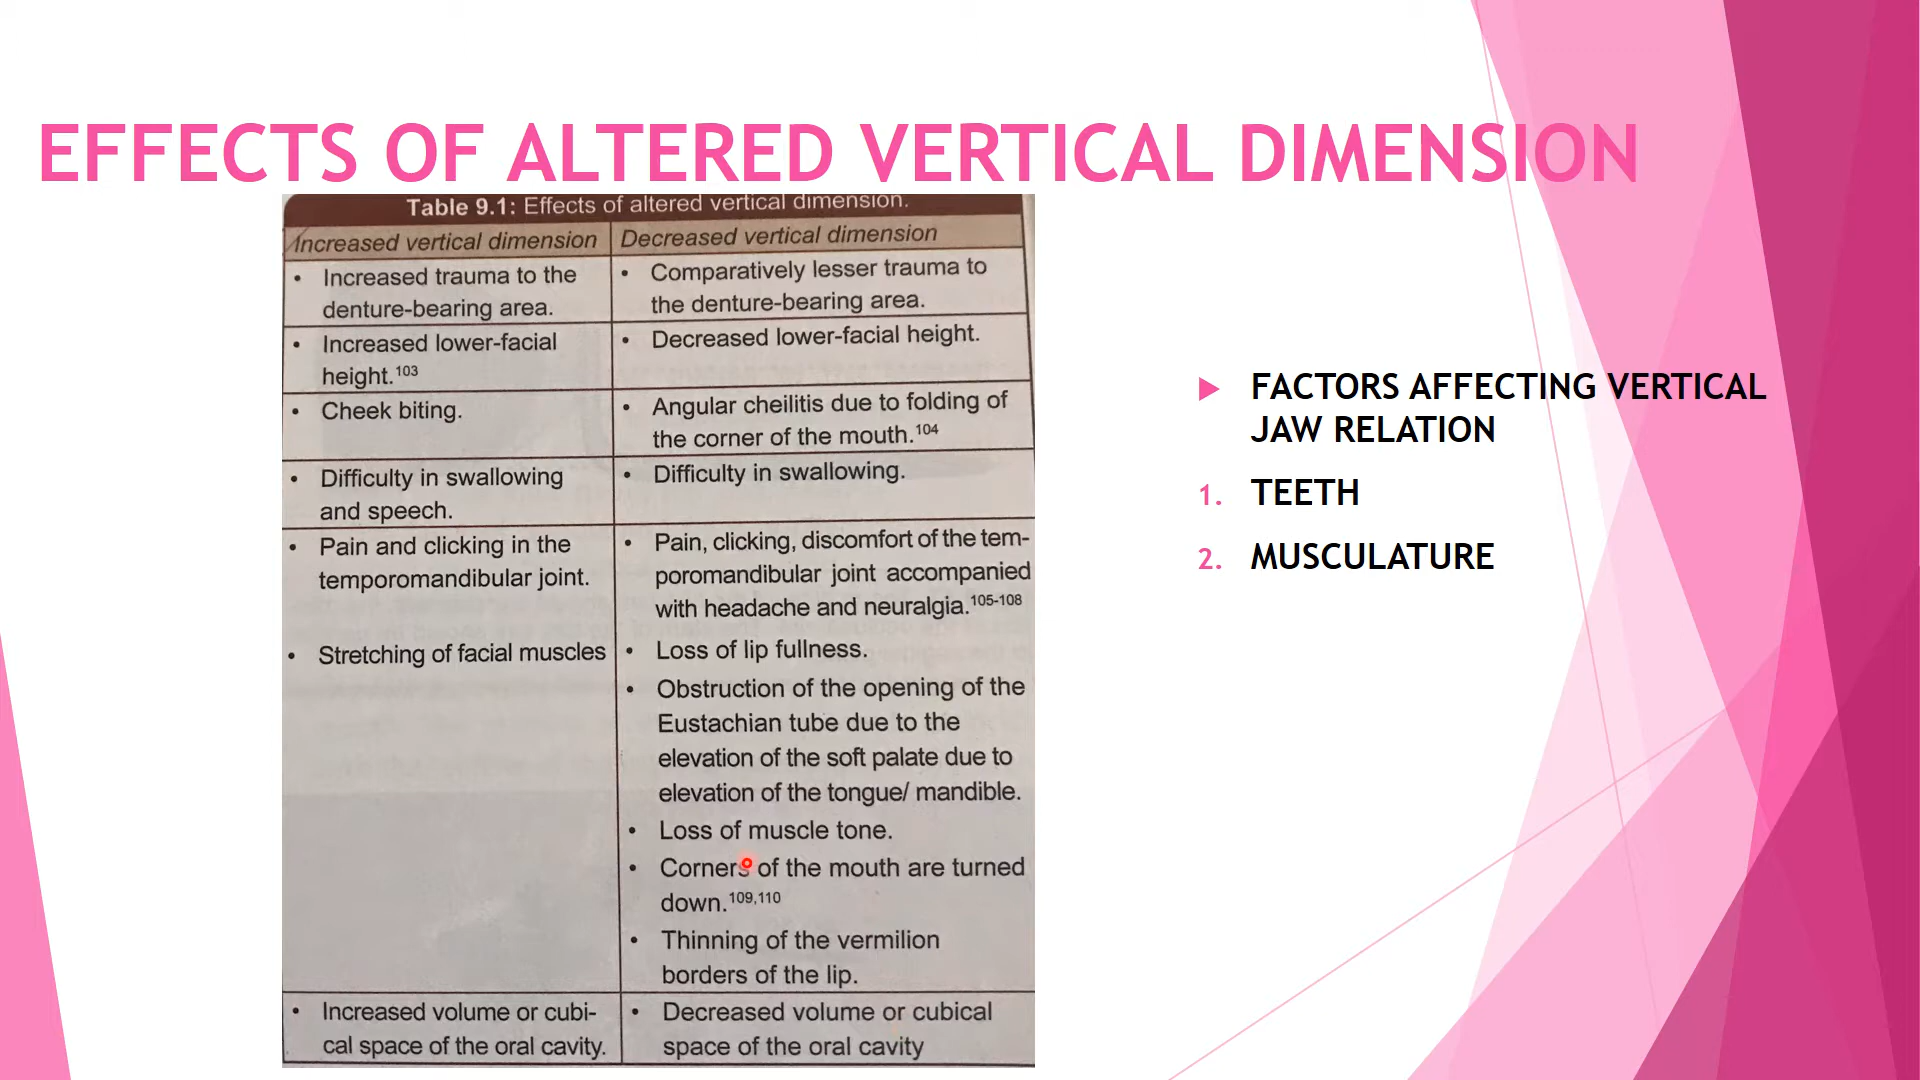 EFFECTS OF ALTERED VERTICAL DIMENSION
Table 9.1: Effects of altered vertical dimension.
Increased vertical dimension
• Increased trauma to the
denture-bearing area.
• Increased lower-facial
height.103
• Cheek biting.
• Difficulty in swallowing
and speech.
• Pain and clicking in the
temporomandibular joint.
• Stretching of facial muscles
• Increased volume or cubi-
cal space of the oral cavity.
Decreased vertical dimension
• Comparatively lesser trauma to
the denture-bearing area.
• Decreased lower-facial height.
• Angular cheilitis due to folding of
the corner of the mouth.104
• Difficulty in swallowing.
• Pain, clicking, discomfort of the tem-
poromandibular joint accompanied
with headache and neuralgia.105-108
• Loss of lip fullness.
• Obstruction of the opening of the
Eustachian tube due to the
elevation of the soft palate due to
elevation of the tongue/ mandible.
• Loss of muscle tone.
• Corners of the mouth are turned
down.109,110
• Thinning of the vermilion
borders of the lip.
• Decreased volume or cubical
space of the oral cavity
FACTORS AFFECTING VERTICAL
JAW RELATION
1. TEETH
2. MUSCULATURE